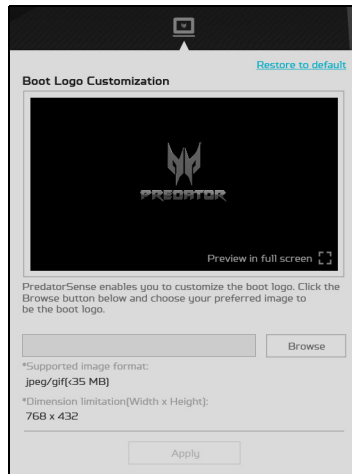 Restore to default
Boot Logo Customization
PREDATOR
Preview in full screen
PredatorSense enables you to customize the boot logo. Click the
Browse button below and choose your preferred image to
be the boot logo.
Browse
*Supported image format:
jpeg/gif(<35 MB)
*Dimension limitation(Width x Height):
768 x 432
Apply